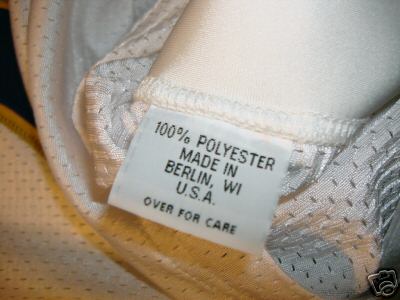 100% POLYESTER
MADE IN
BERLIN, WI
U.S.A.
OVER FOR CARE